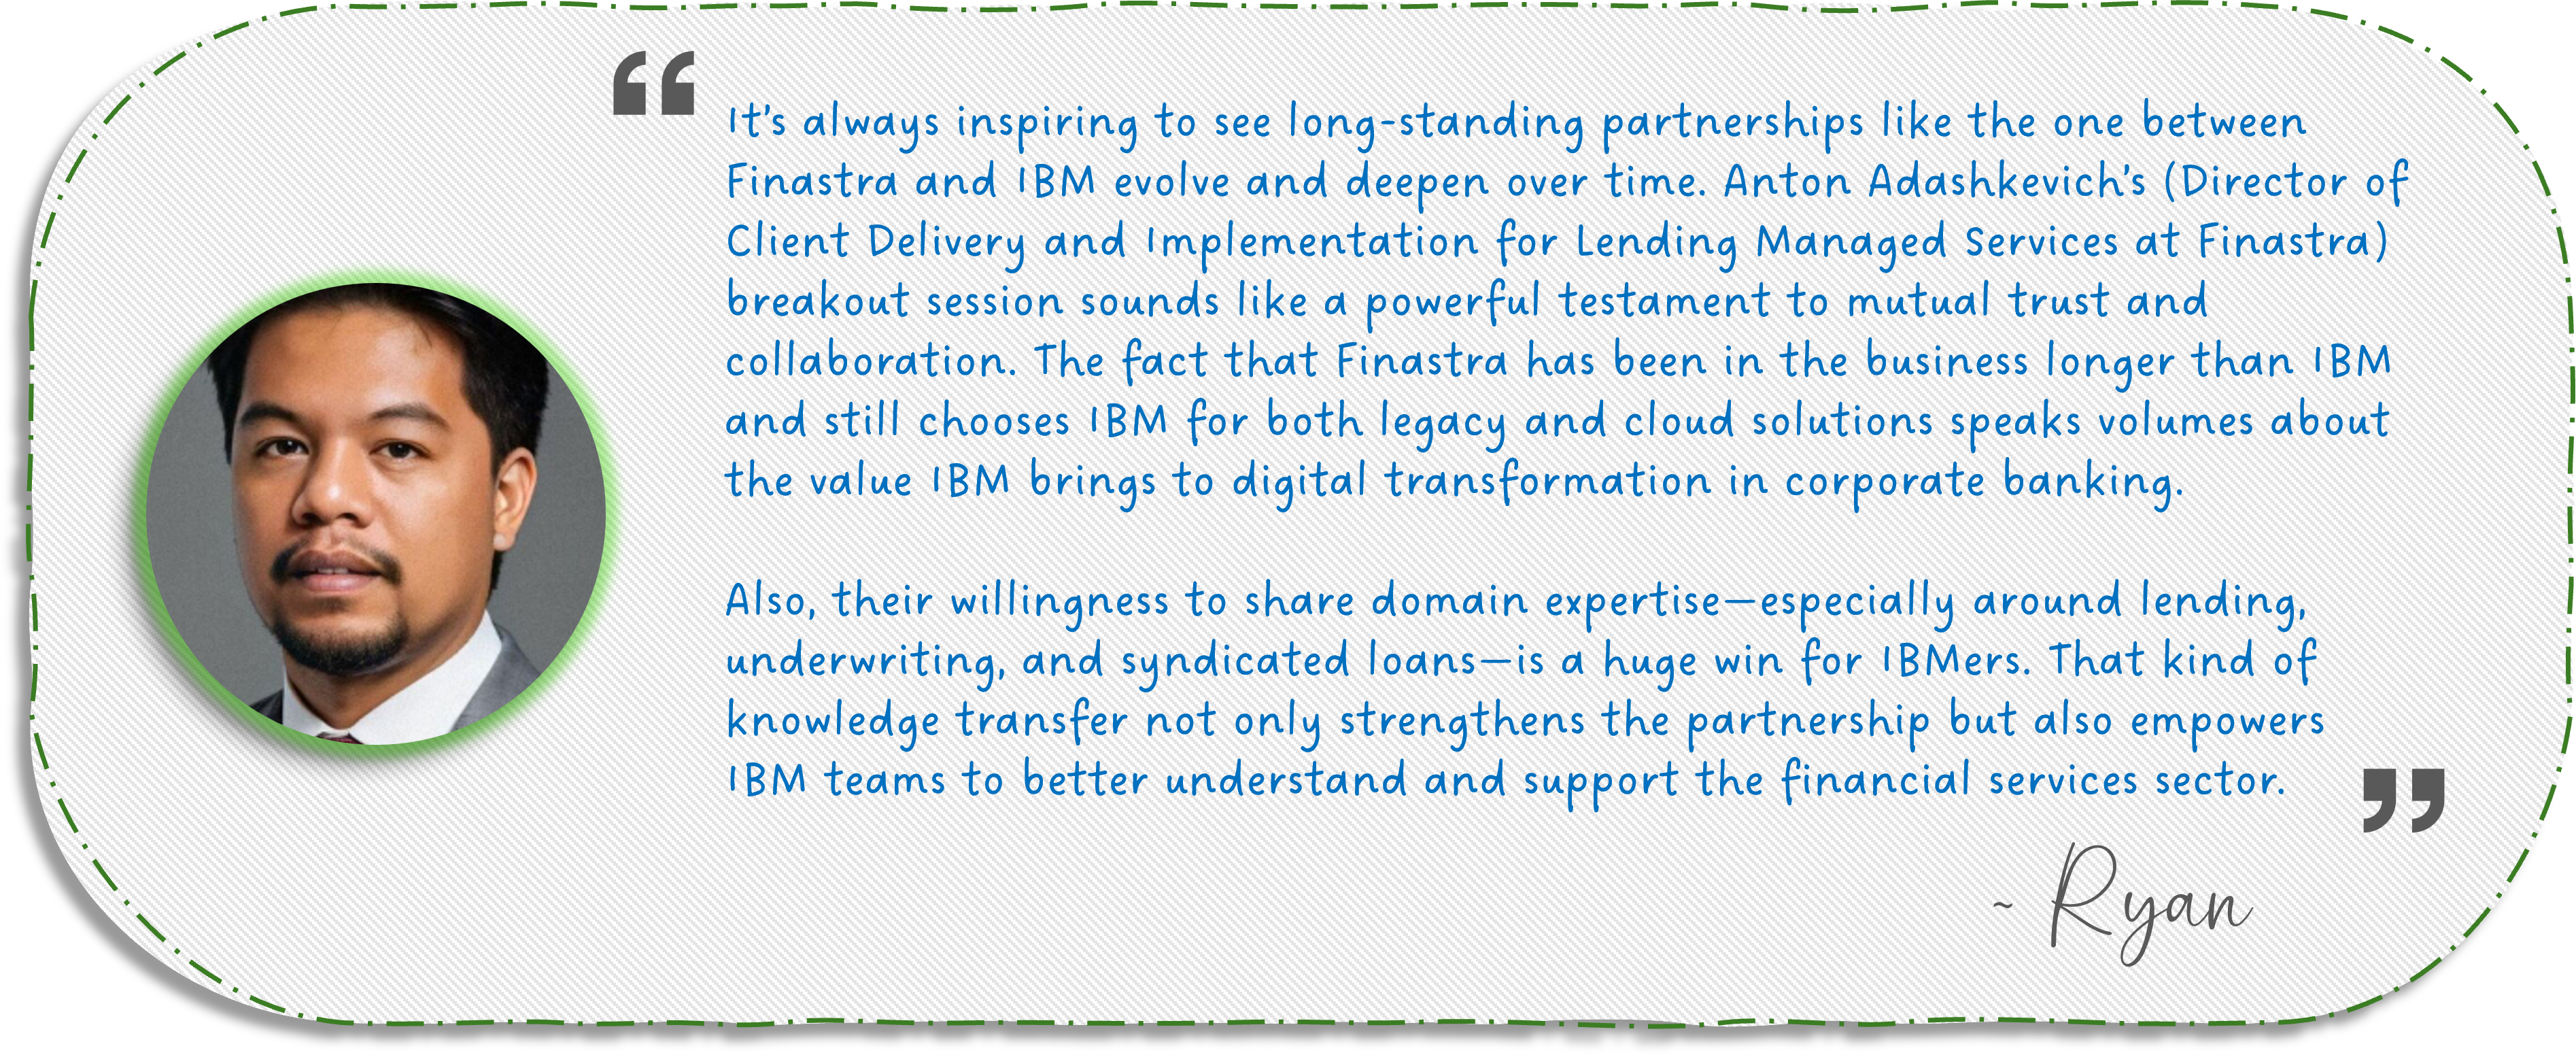 “
It’s always inspiring to see long-standing partnerships like the one between
Finastra and IBM evolve and deepen over time. Anton Adashkevich’s (Director of
Client Delivery and Implementation for Lending Managed Services at Finastra)
breakout session sounds like a powerful testament to mutual trust and
collaboration. The fact that Finastra has been in the business longer than IBM
and still chooses IBM for both legacy and cloud solutions speaks volumes about
the value IBM brings to digital transformation in corporate banking.
Also, their willingness to share domain expertise—especially around lending,
underwriting, and syndicated loans—is a huge win for IBMers. That kind of
knowledge transfer not only strengthens the partnership but also empowers
IBM teams to better understand and support the financial services sector.
”
~ Ryan